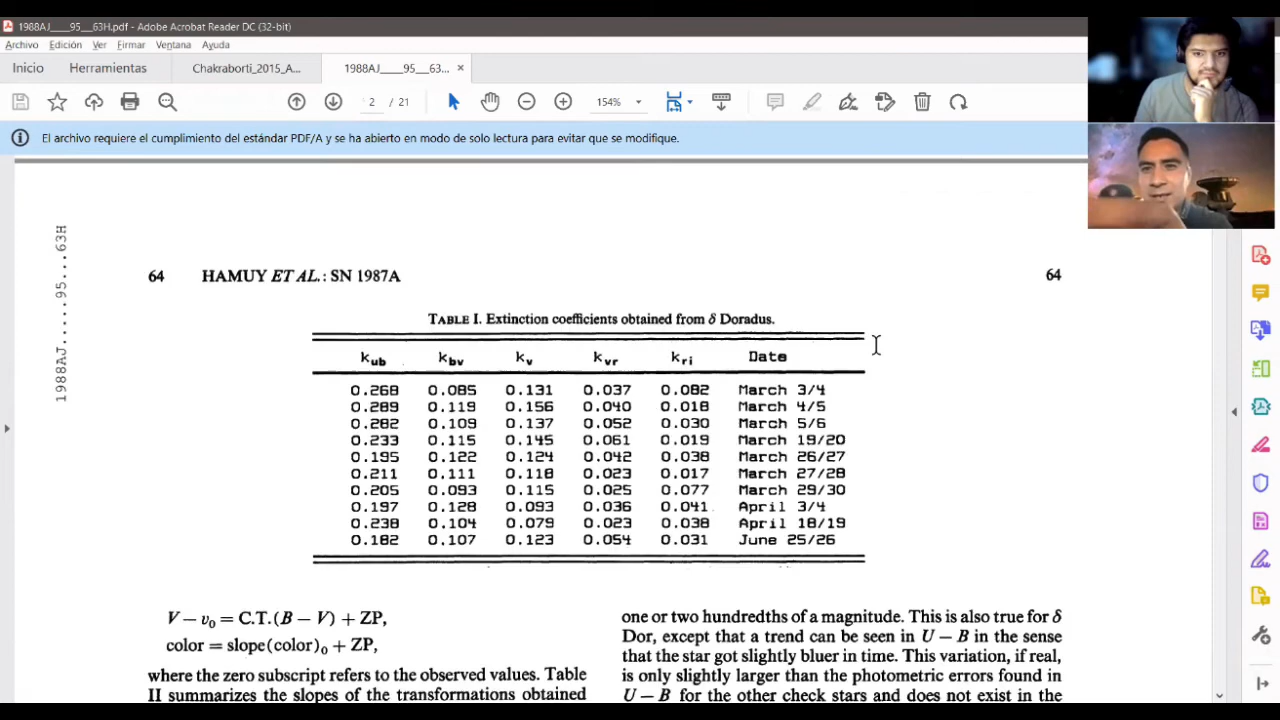 1988AJ____95__63H.pdf - Adobe Acrobat Reader DC (32-bit)
Archivo Edición Ver Firmar Ventana Ayuda
Inicio Herramientas Chakraborti_2015_A... 1988AJ____95__63... ×
2 / 21 154%
El archivo requiere el cumplimiento del estándar PDF/A y se ha abierto en modo de solo lectura para evitar que se modifique.
1988AJ.....95...63H
64 HAMUY ET AL.: SN 1987A 64
TABLE I. Extinction coefficients obtained from δ Doradus.
kub kbv kv kvr kri Date
0.268 0.085 0.131 0.037 0.082 March 3/4
0.289 0.119 0.156 0.040 0.018 March 4/5
0.282 0.109 0.137 0.052 0.030 March 5/6
0.233 0.115 0.145 0.061 0.019 March 19/20
0.195 0.122 0.124 0.042 0.038 March 26/27
0.211 0.111 0.118 0.023 0.017 March 27/28
0.205 0.093 0.115 0.025 0.077 March 29/30
0.197 0.128 0.093 0.036 0.041 April 3/4
0.238 0.104 0.079 0.023 0.038 April 18/19
0.182 0.107 0.123 0.054 0.031 June 25/26
V − v0 = C.T.(B − V) + ZP,
color = slope(color)0 + ZP,
where the zero subscript refers to the observed values. Table
II summarizes the slopes of the transformations obtained
one or two hundredths of a magnitude. This is also true for δ
Dor, except that a trend can be seen in U − B in the sense
that the star got slightly bluer in time. This variation, if real,
is only slightly larger than the photometric errors found in
U − B for the other check stars and does not exist in the